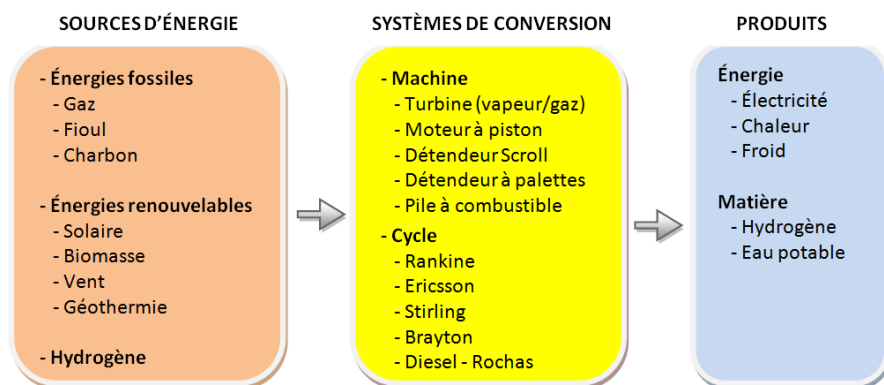 SOURCES D'ÉNERGIE
- Énergies fossiles
- Gaz
- Fioul
- Charbon
- Énergies renouvelables
- Solaire
- Biomasse
- Vent
- Géothermie
- Hydrogène
SYSTÈMES DE CONVERSION
- Machine
- Turbine (vapeur/gaz)
- Moteur à piston
- Détendeur Scroll
- Détendeur à palettes
- Pile à combustible
- Cycle
- Rankine
- Ericsson
- Stirling
- Brayton
- Diesel - Rochas
PRODUITS
Énergie
- Électricité
- Chaleur
- Froid
Matière
- Hydrogène
- Eau potable